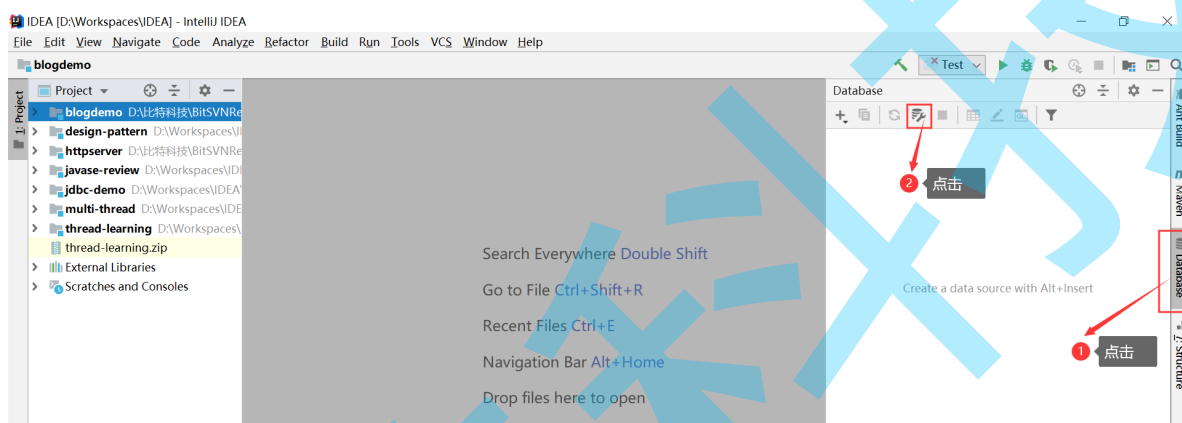 IDEA [D:\Workspaces\IDEA] - IntelliJ IDEA
File Edit View Navigate Code Analyze Refactor Build Run Tools VCS Window Help
blogdemo
Test
1: Project
Project
blogdemo D:\比特科技\BitSVNRe
design-pattern D:\Workspaces\I
httpserver D:\比特科技\BitSVNRe
javase-review D:\Workspaces\IDI
jdbc-demo D:\Workspaces\IDEA\
multi-thread D:\Workspaces\IDE
thread-learning D:\Workspaces\
thread-learning.zip
External Libraries
Scratches and Consoles
Search Everywhere Double Shift
Go to File Ctrl+Shift+R
Recent Files Ctrl+E
Navigation Bar Alt+Home
Drop files here to open
Database
2 点击
Create a data source with Alt+Insert
1 点击
Ant Build
Maven
Database
7: Structure